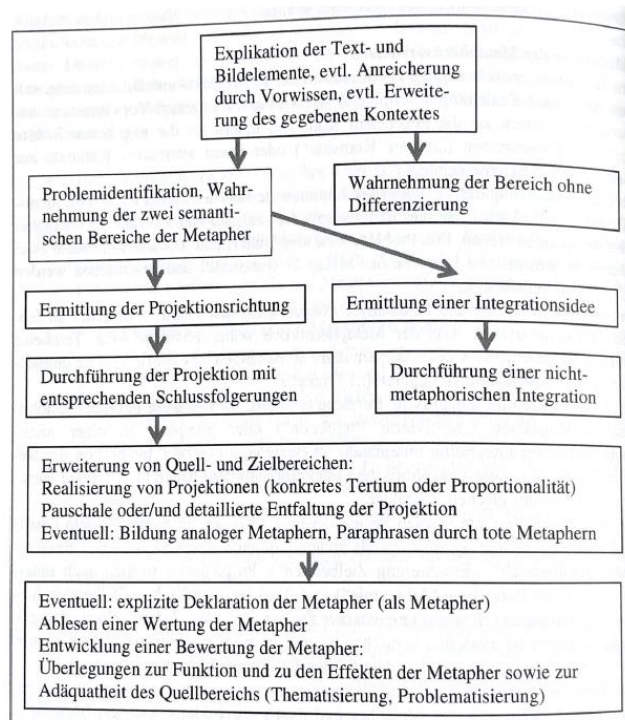 Explikation der Text- und
Bildelemente, evtl. Anreicherung
durch Vorwissen, evtl. Erweite-
rung des gegebenen Kontextes
Problemidentifikation, Wahr-
nehmung der zwei semanti-
schen Bereiche der Metapher
Wahrnehmung der Bereich ohne
Differenzierung
Ermittlung der Projektionsrichtung
Ermittlung einer Integrationsidee
Durchführung der Projektion mit
entsprechenden Schlussfolgerungen
Durchführung einer nicht-
metaphorischen Integration
Erweiterung von Quell- und Zielbereichen:
Realisierung von Projektionen (konkretes Tertium oder Proportionalität)
Pauschale oder/und detaillierte Entfaltung der Projektion
Eventuell: Bildung analoger Metaphern, Paraphrasen durch tote Metaphern
Eventuell: explizite Deklaration der Metapher (als Metapher)
Ablesen einer Wertung der Metapher
Entwicklung einer Bewertung der Metapher:
Überlegungen zur Funktion und zu den Effekten der Metapher sowie zur
Adäquatheit des Quellbereichs (Thematisierung, Problematisierung)